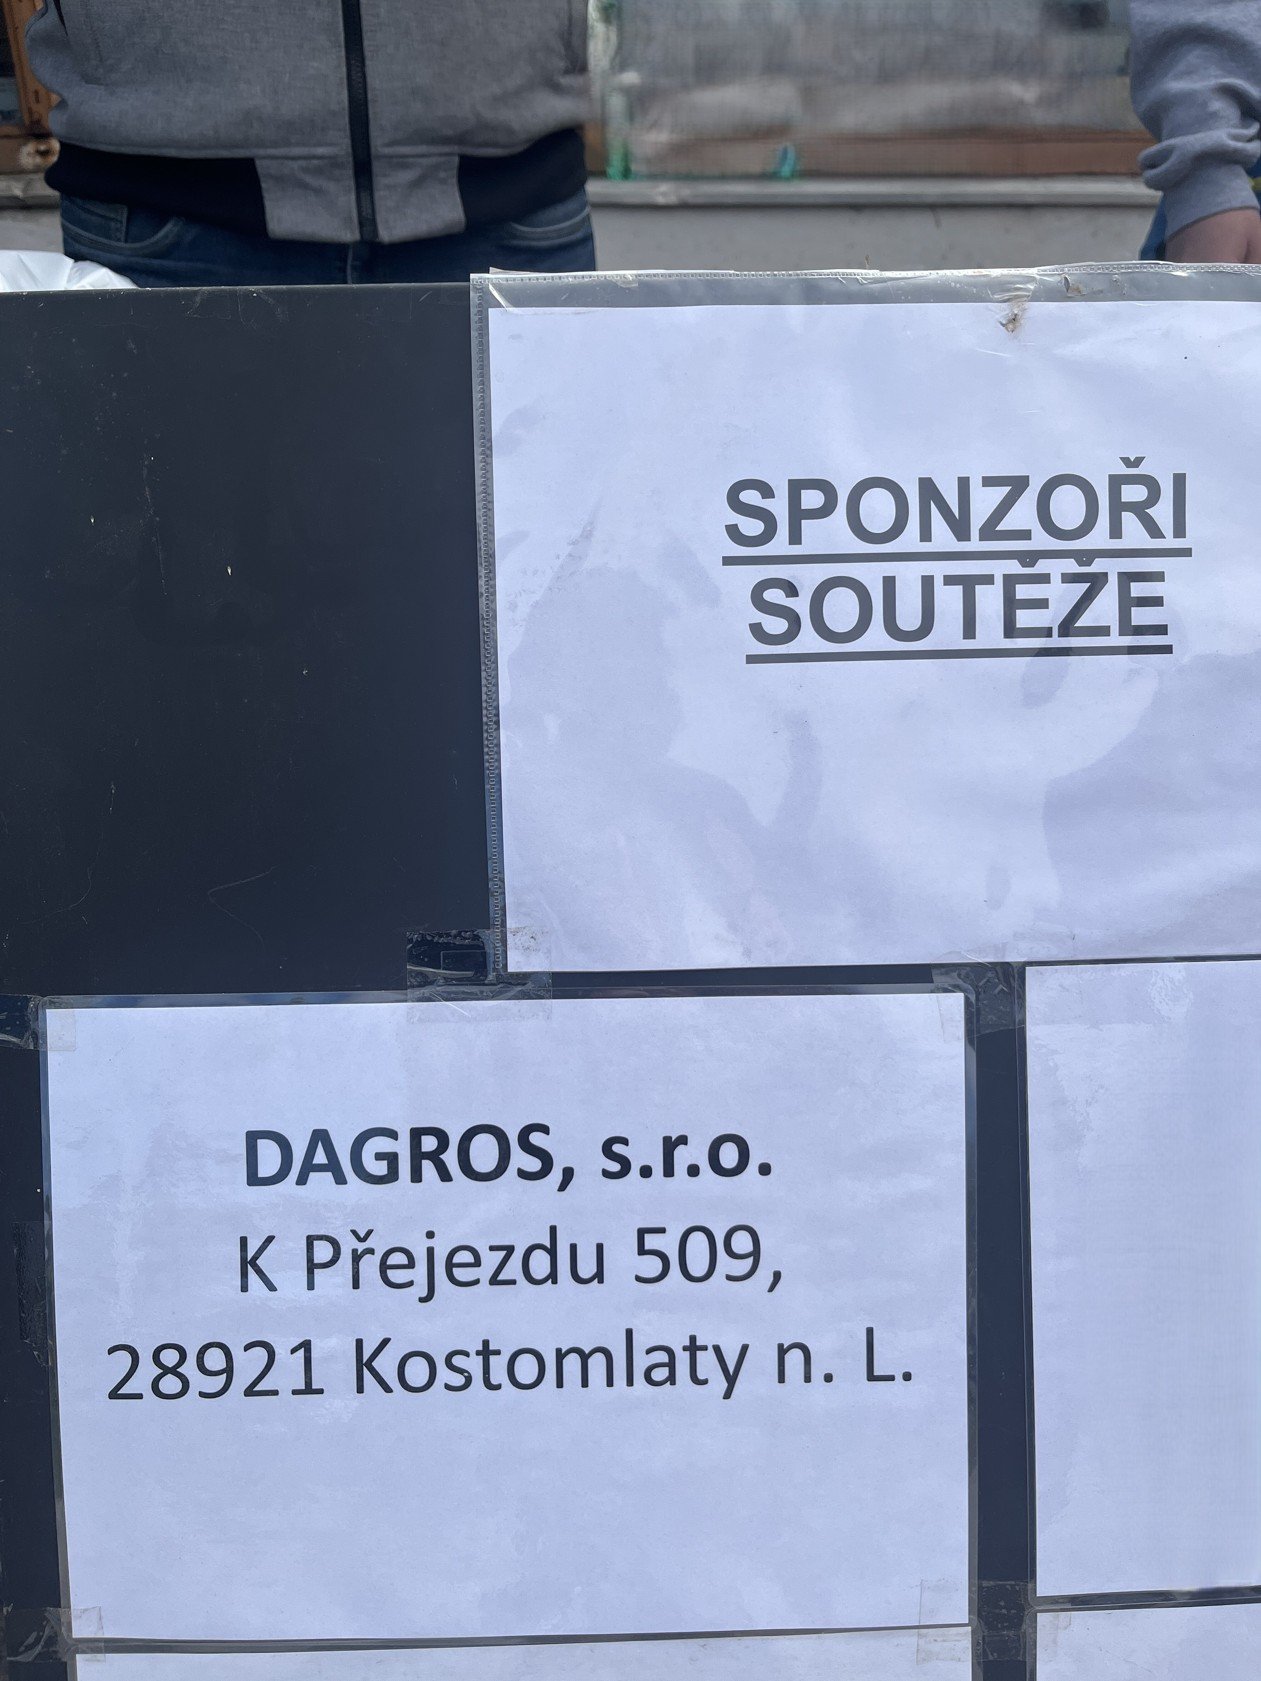 SPONZOŘI
SOUTĚŽE
DAGROS, s.r.o.
K Přejezdu 509,
28921 Kostomlaty n. L.